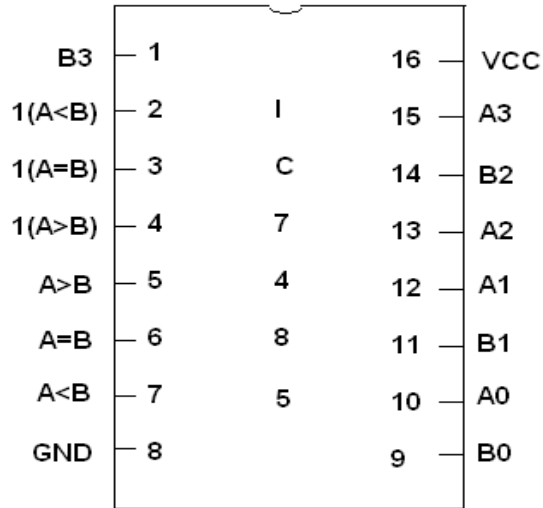 B3 1 16 VCC
1(A<B) 2 I 15 A3
1(A=B) 3 C 14 B2
1(A>B) 4 7 13 A2
A>B 5 4 12 A1
A=B 6 8 11 B1
A<B 7 5 10 A0
GND 8 9 B0